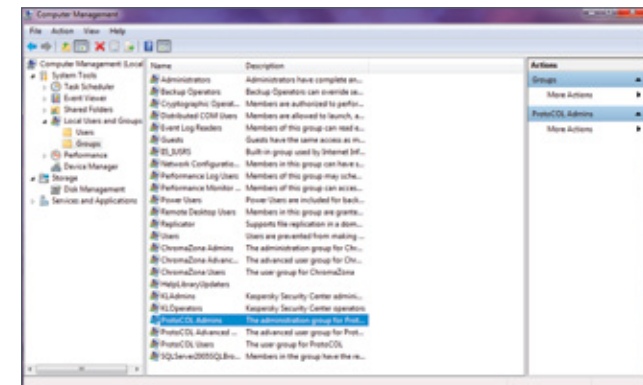 Computer Management
File Action View Help
Computer Management (Local
System Tools
Task Scheduler
Event Viewer
Shared Folders
Local Users and Groups
Users
Groups
Performance
Device Manager
Storage
Disk Management
Services and Applications
Name Description
Administrators Administrators have complete an...
Backup Operators Backup Operators can override se...
Cryptographic Operat... Members are authorized to perfor...
Distributed COM Users Members are allowed to launch, a...
Event Log Readers Members of this group can read e...
Guests Guests have the same access as m...
IIS_IUSRS Built-in group used by Internet Inf...
Network Configuratio... Members in this group can have s...
Performance Log Users Members of this group may sche...
Performance Monitor ... Members of this group can acces...
Power Users Power Users are included for back...
Remote Desktop Users Members in this group are grante...
Replicator Supports file replication in a dom...
Users Users are prevented from making ...
ChromaZona Admins The administration group for Chr...
ChromaZona Advanc... The advanced user group for Chr...
ChromaZona Users The user group for ChromaZona
HelpLibraryUpdaters
KLAdmins Kaspersky Security Center admini...
KLOperators Kaspersky Security Center operators
ProtoCOL Admins The administration group for Prot...
ProtoCOL Advanced ... The advanced user group for Prot...
ProtoCOL Users The user group for ProtoCOL
SQLServer2005SQLBro... Members in the group have the re...
Actions
Groups
More Actions
ProtoCOL Admins
More Actions